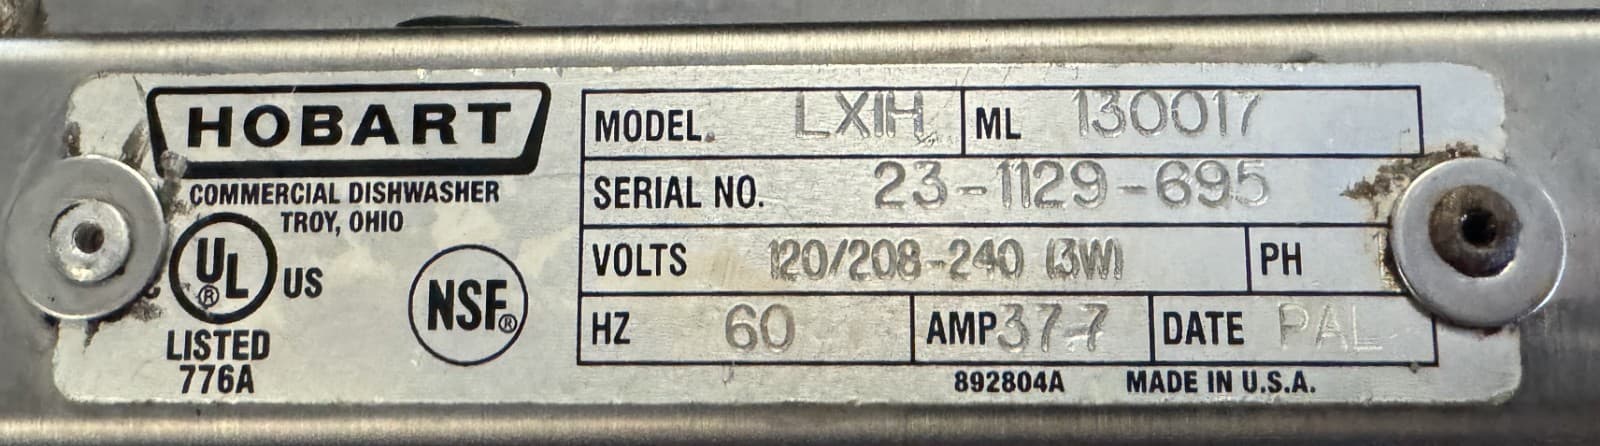 HOBART
COMMERCIAL DISHWASHER
TROY, OHIO
UL® US
LISTED
776A
NSF®
MODEL LXIH ML 130017
SERIAL NO. 23-1129-695
VOLTS 120/208-240 (3W) PH
HZ 60 AMP 37.7 DATE PAL
892804A MADE IN U.S.A.